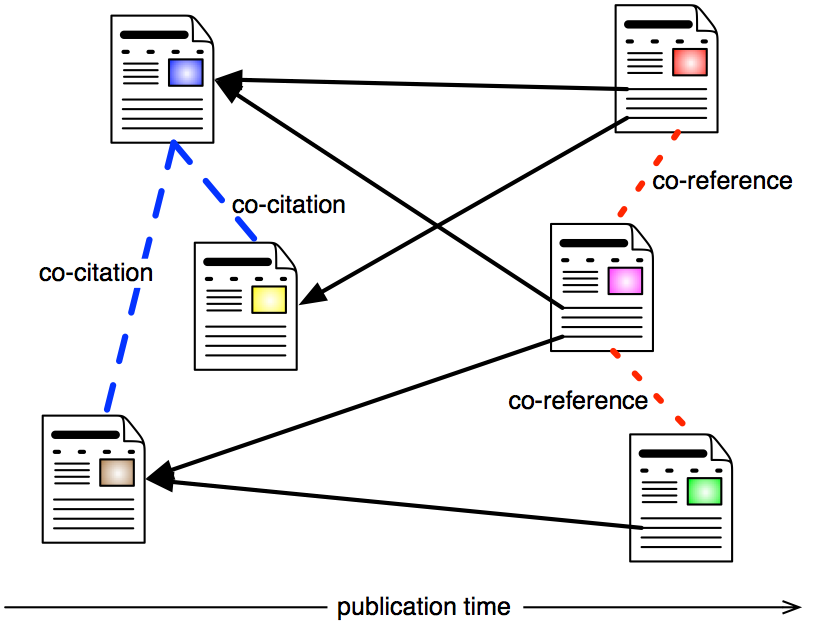 co-reference
co-citation
co-citation
co-reference
publication time